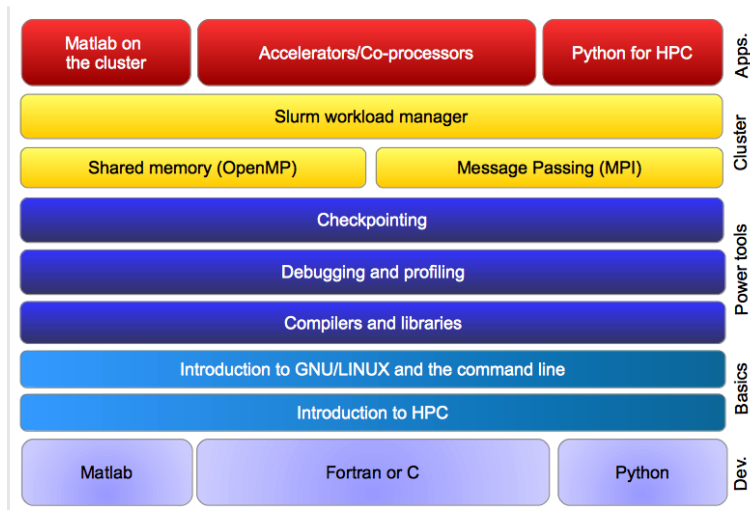 Matlab on
the cluster
Accelerators/Co-processors
Python for HPC
Apps.
Slurm workload manager
Shared memory (OpenMP)
Message Passing (MPI)
Cluster
Checkpointing
Debugging and profiling
Compilers and libraries
Power tools
Introduction to GNU/LINUX and the command line
Introduction to HPC
Basics
Matlab
Fortran or C
Python
Dev.